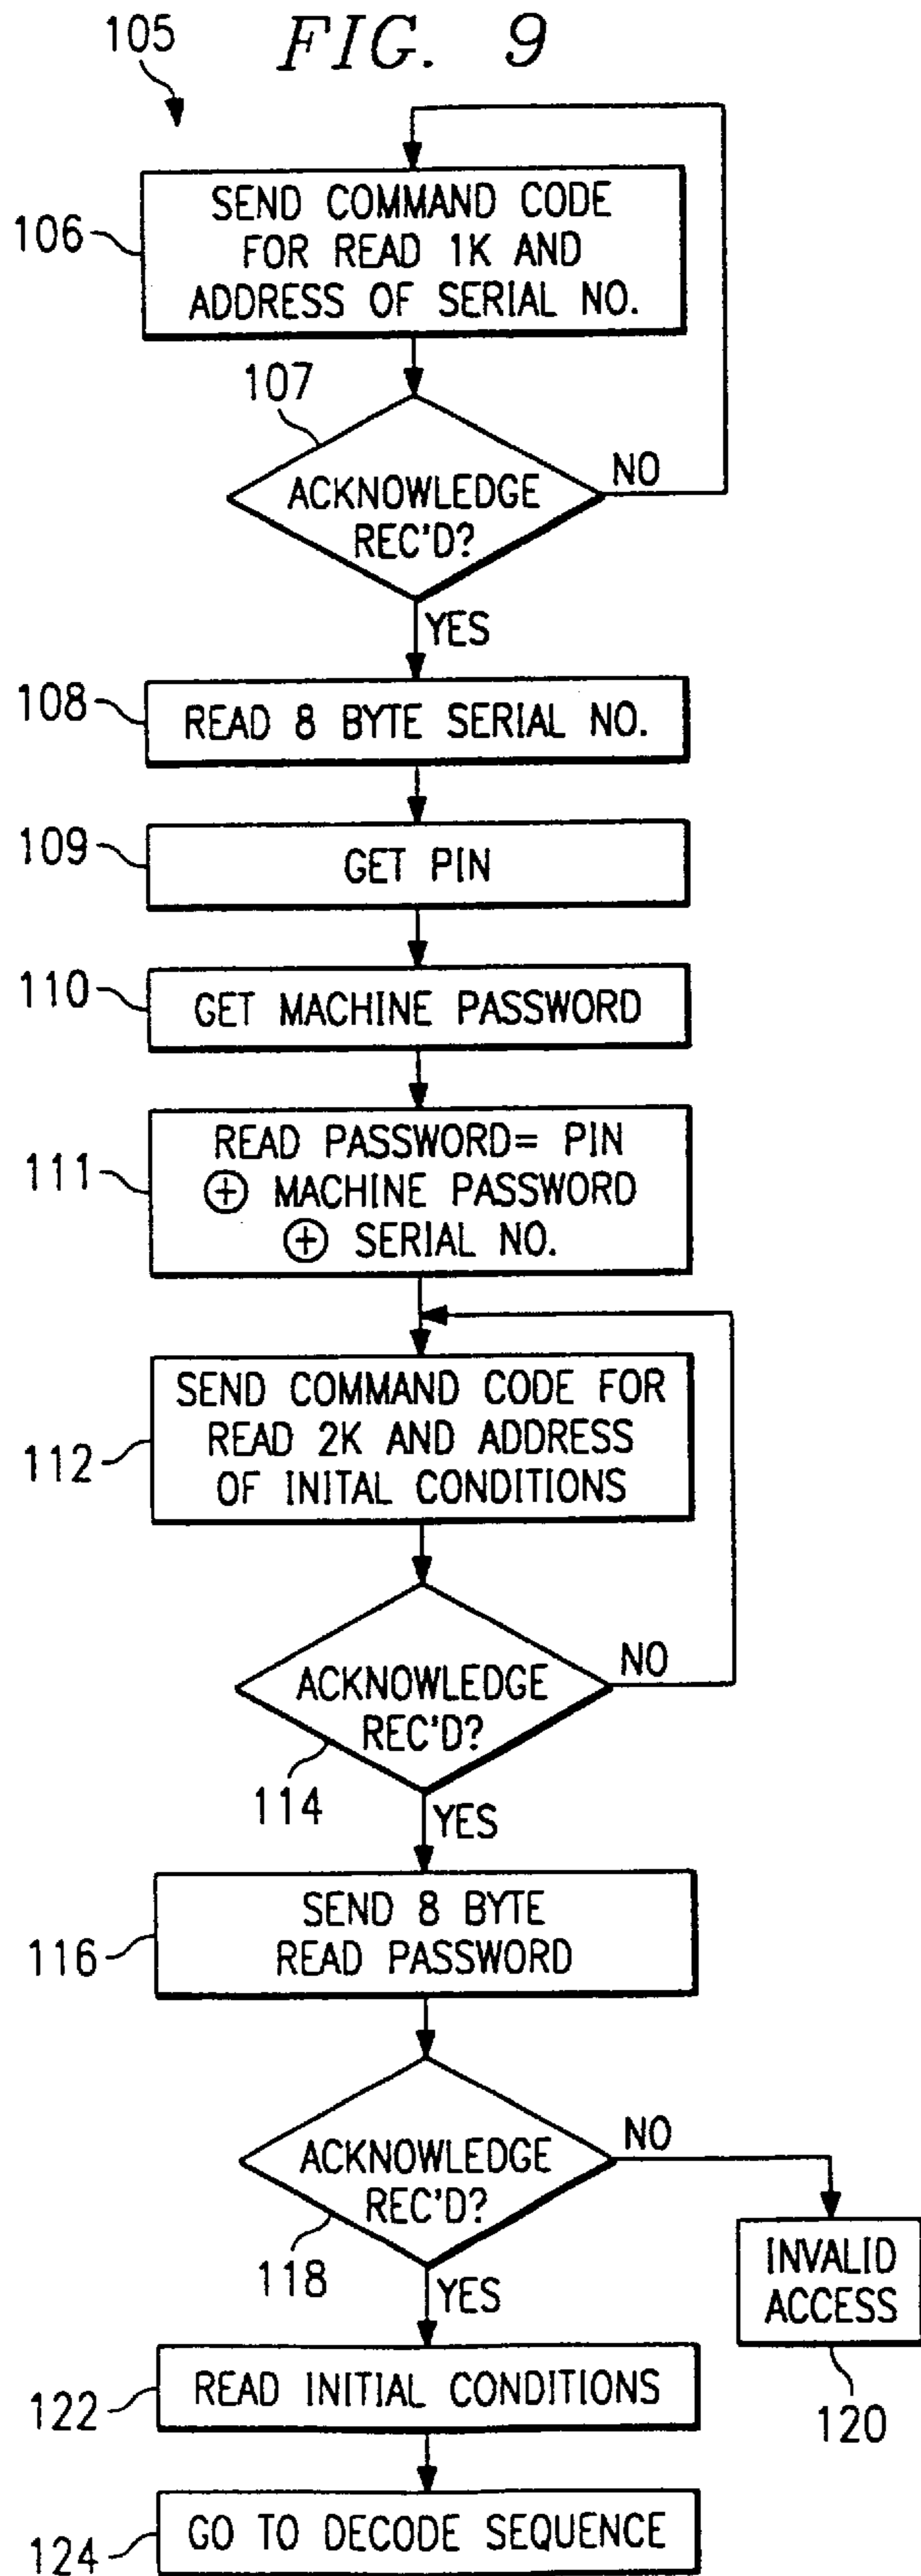 FIG. 9
105
106
SEND COMMAND CODE
FOR READ 1K AND
ADDRESS OF SERIAL NO.
107
ACKNOWLEDGE
REC'D?
NO
YES
108
READ 8 BYTE SERIAL NO.
109
GET PIN
110
GET MACHINE PASSWORD
111
READ PASSWORD= PIN
⊕ MACHINE PASSWORD
⊕ SERIAL NO.
112
SEND COMMAND CODE FOR
READ 2K AND ADDRESS
OF INITAL CONDITIONS
ACKNOWLEDGE
REC'D?
NO
114
YES
116
SEND 8 BYTE
READ PASSWORD
ACKNOWLEDGE
REC'D?
NO
118
YES
INVALID
ACCESS
120
122
READ INITIAL CONDITIONS
124
GO TO DECODE SEQUENCE